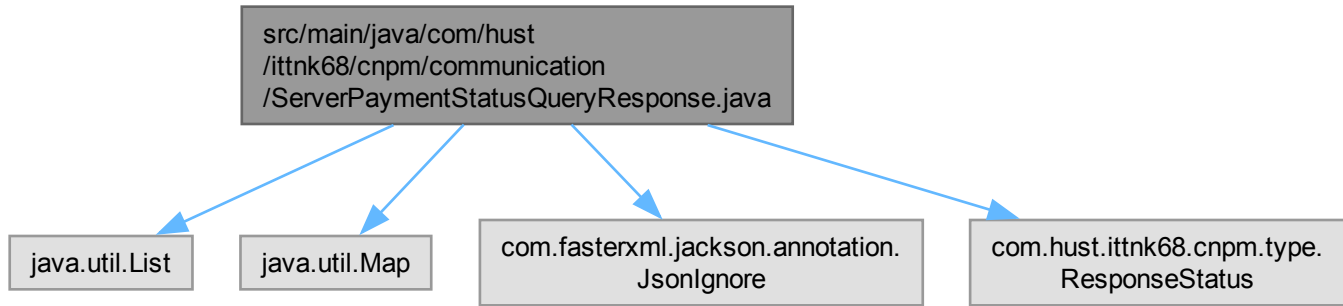 src/main/java/com/hust
/ittnk68/cnpm/communication
/ServerPaymentStatusQueryResponse.java
java.util.List
java.util.Map
com.fasterxml.jackson.annotation.
JsonIgnore
com.hust.ittnk68.cnpm.type.
ResponseStatus